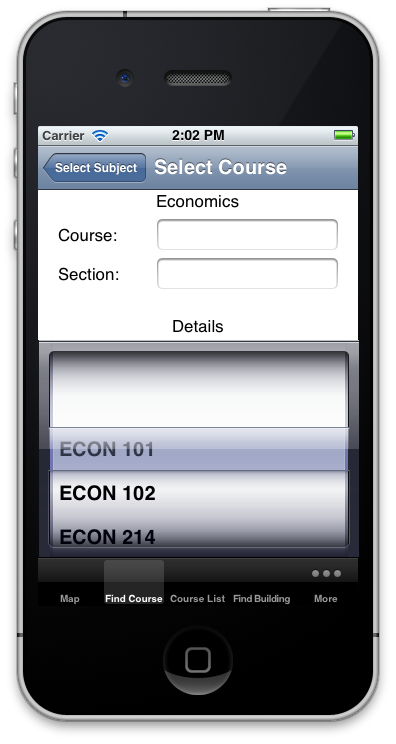 Carrier 2:02 PM
Select Subject Select Course
Economics
Course:
Section:
Details
ECON 101
ECON 102
ECON 214
Map Find Course Course List Find Building More